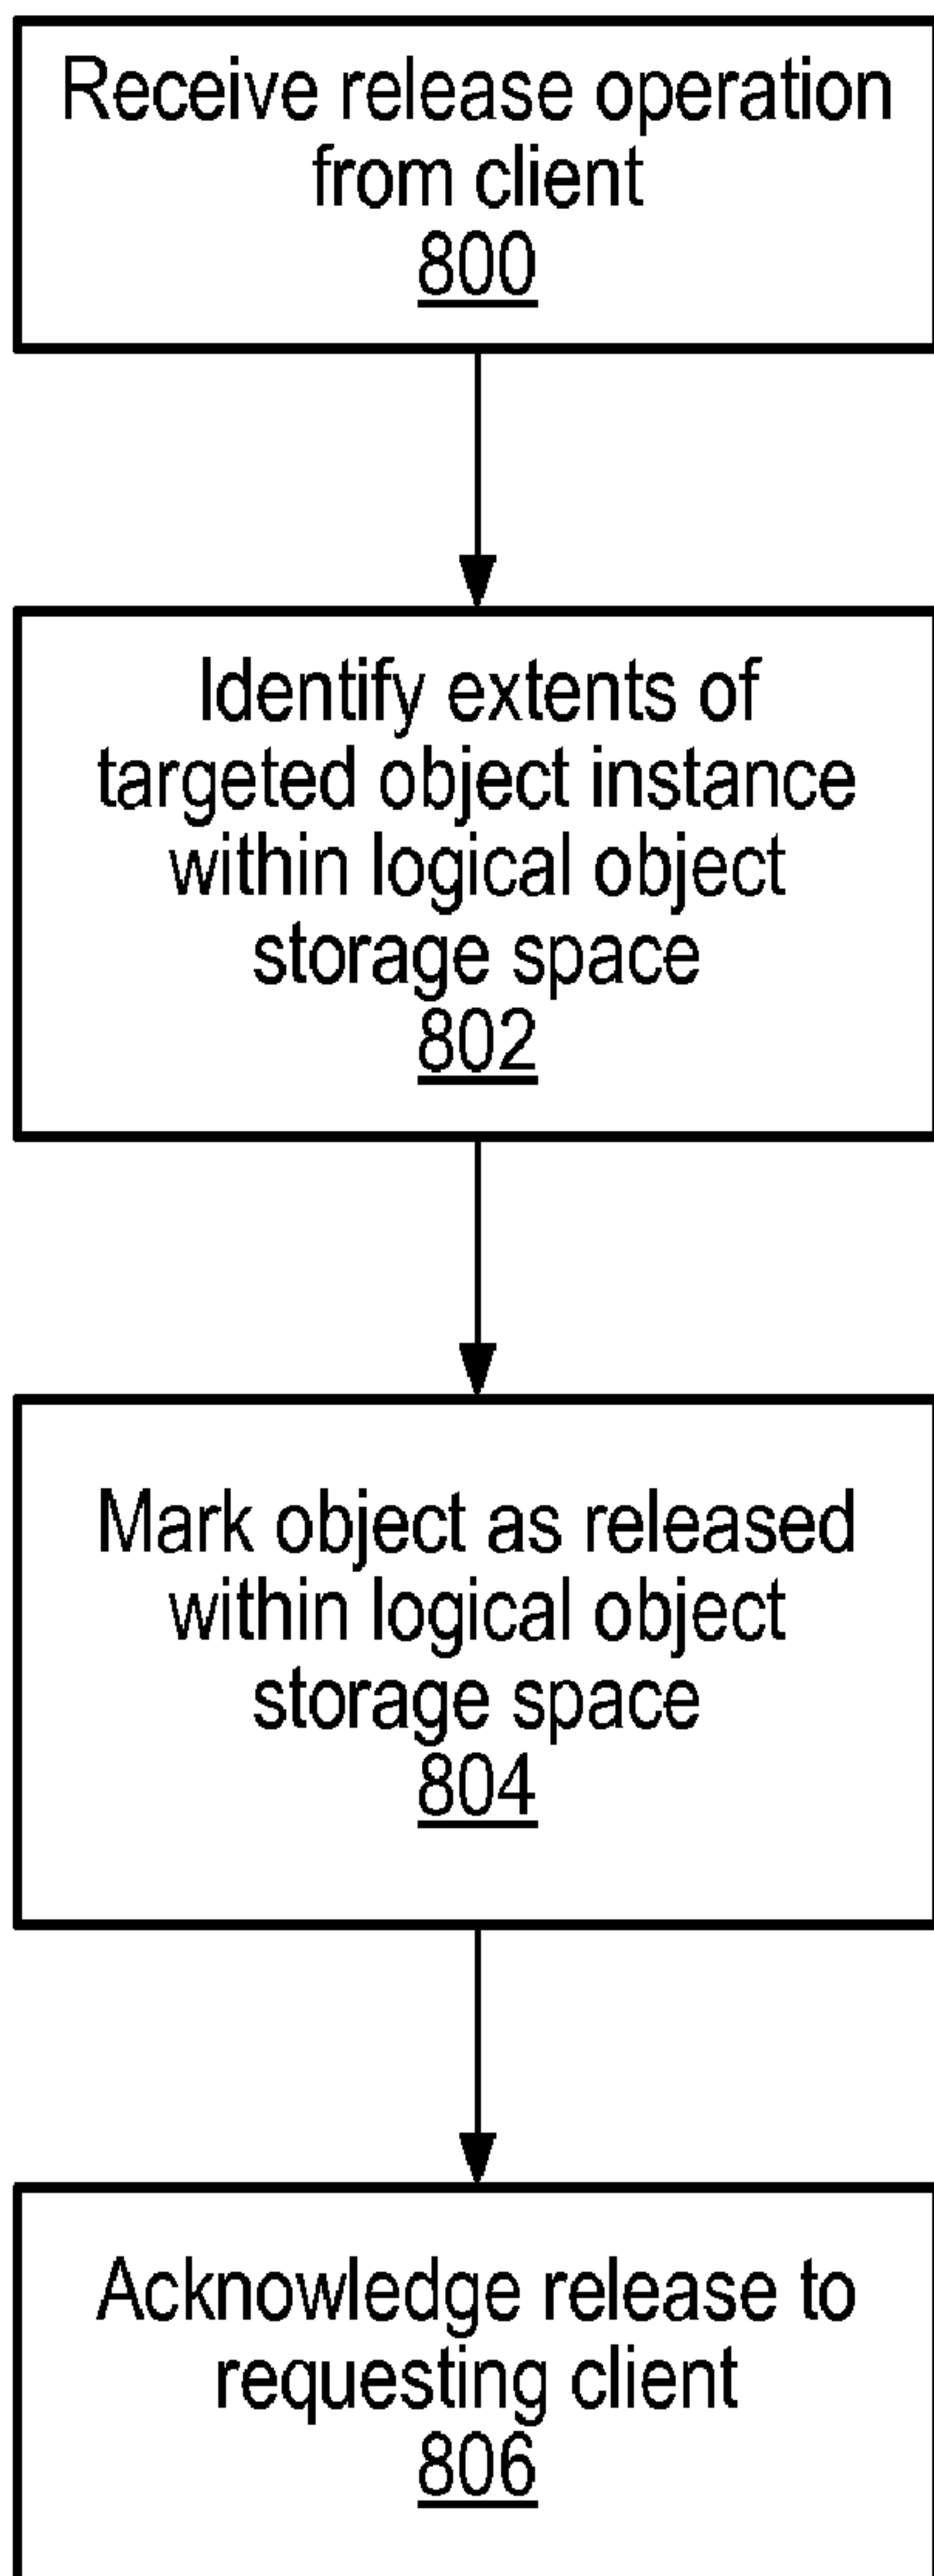 Receive release operation
from client
800
Identify extents of
targeted object instance
within logical object
storage space
802
Mark object as released
within logical object
storage space
804
Acknowledge release to
requesting client
806